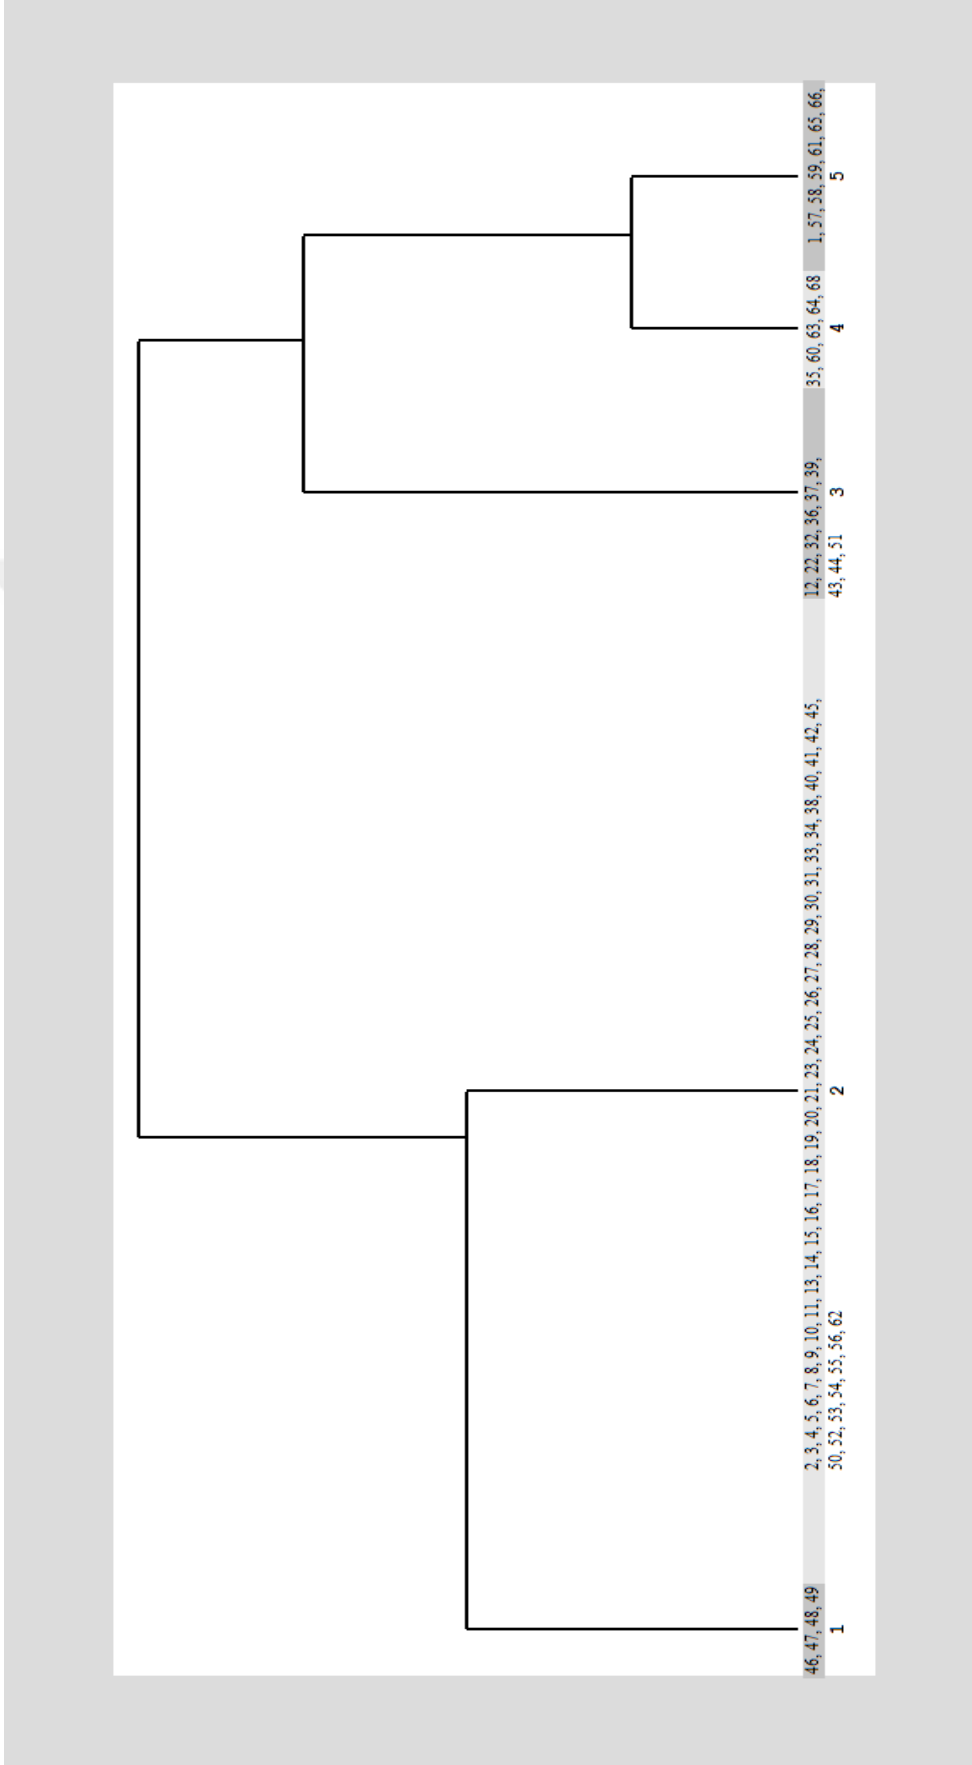 46, 47, 48, 49
1
2, 3, 4, 5, 6, 7, 8, 9, 10, 11, 13, 14, 15, 16, 17, 18, 19, 20, 21, 23, 24, 25, 26, 27, 28, 29, 30, 31, 33, 34, 38, 40, 41, 42, 45,
50, 52, 53, 54, 55, 56, 62
2
12, 22, 32, 36, 37, 39,
43, 44, 51
3
35, 60, 63, 64, 68
4
1, 57, 58, 59, 61, 65, 66,
5